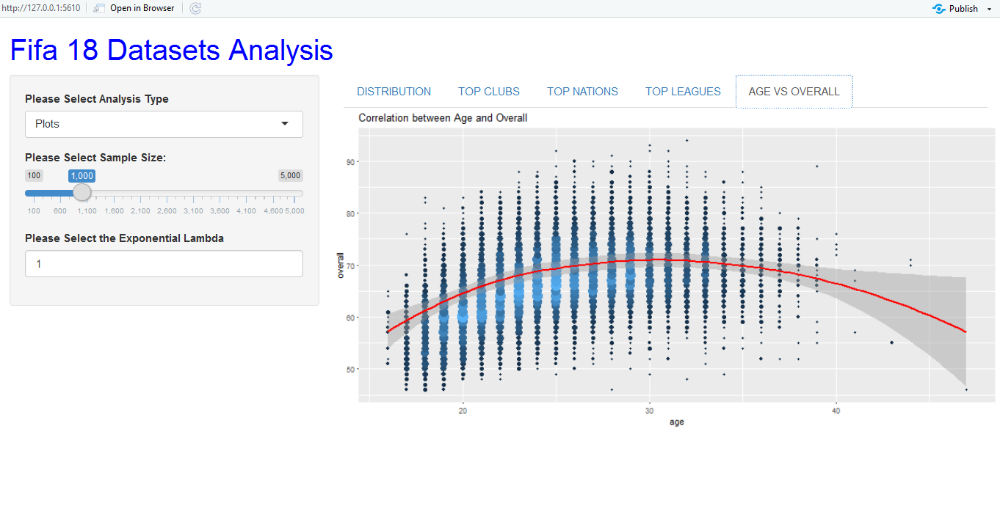 http://127.0.0.1:5610 Open in Browser Publish
Fifa 18 Datasets Analysis
Please Select Analysis Type
Plots
Please Select Sample Size:
100 1,000 5,000
100 600 1,100 1,600 2,100 2,600 3,100 3,600 4,100 4,600 5,000
Please Select the Exponential Lambda
1
DISTRIBUTION TOP CLUBS TOP NATIONS TOP LEAGUES AGE VS OVERALL
Correlation between Age and Overall
overall
90
80
70
60
50
20 30 40
age